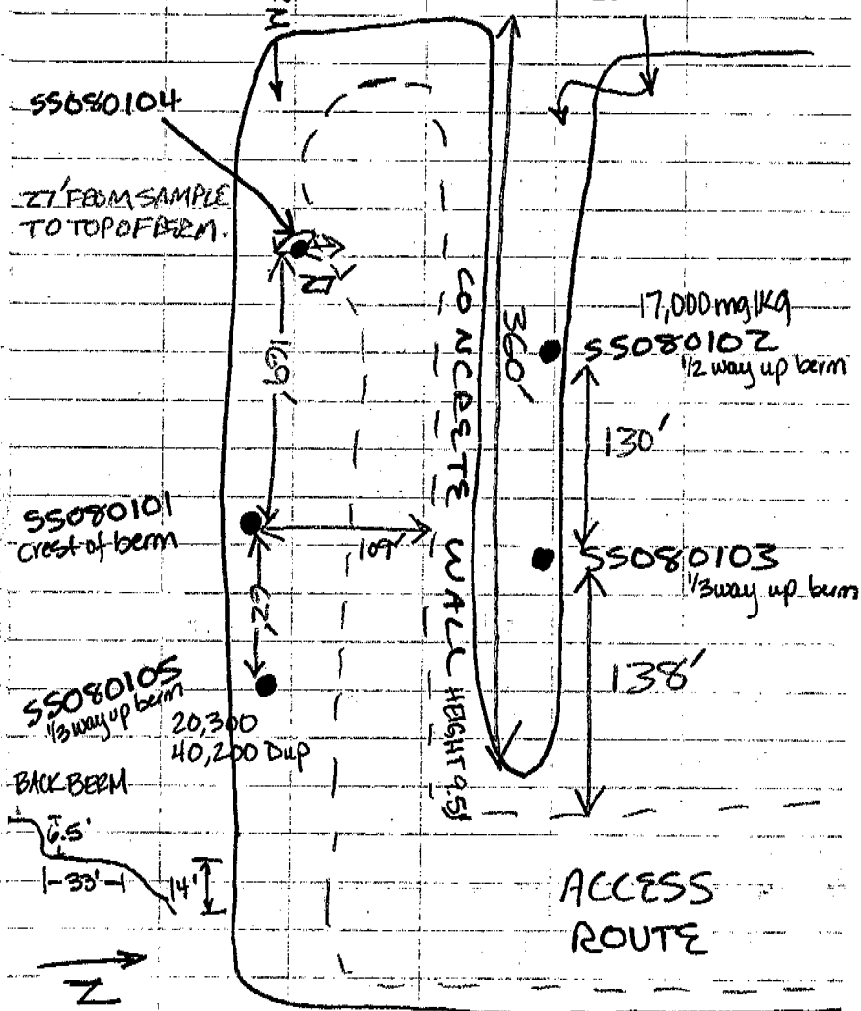 SS080104
27' FROM SAMPLE
TO TOP OF BERM.
27'
169'
CONCRETE WALL HEIGHT 9.5'
360'
17,000 mg/Kg
SS080102
1/2 way up berm
130'
SS080101
Crest of berm
109'
SS080103
1/3 way up berm
62'
138'
SS080105
1/3 way up berm
20,300
40,200 Dup
BACK BERM
6.5'
33'
14'
ACCESS
ROUTE
N